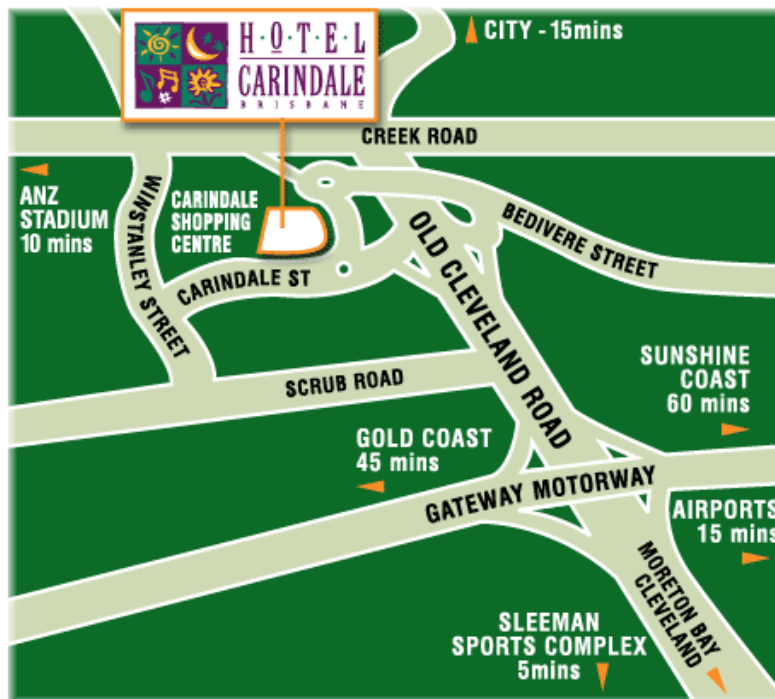 CITY - 15mins
H·O·T·E·L
CARINDALE
BRISBANE
CREEK ROAD
ANZ
STADIUM
10 mins
WINSTANLEY STREET
CARINDALE
SHOPPING
CENTRE
BEDIVERE STREET
CARINDALE ST
OLD CLEVELAND ROAD
SUNSHINE
COAST
60 mins
SCRUB ROAD
GOLD COAST
45 mins
GATEWAY MOTORWAY
AIRPORTS
15 mins
MORETON BAY
CLEVELAND
SLEEMAN
SPORTS COMPLEX
5mins